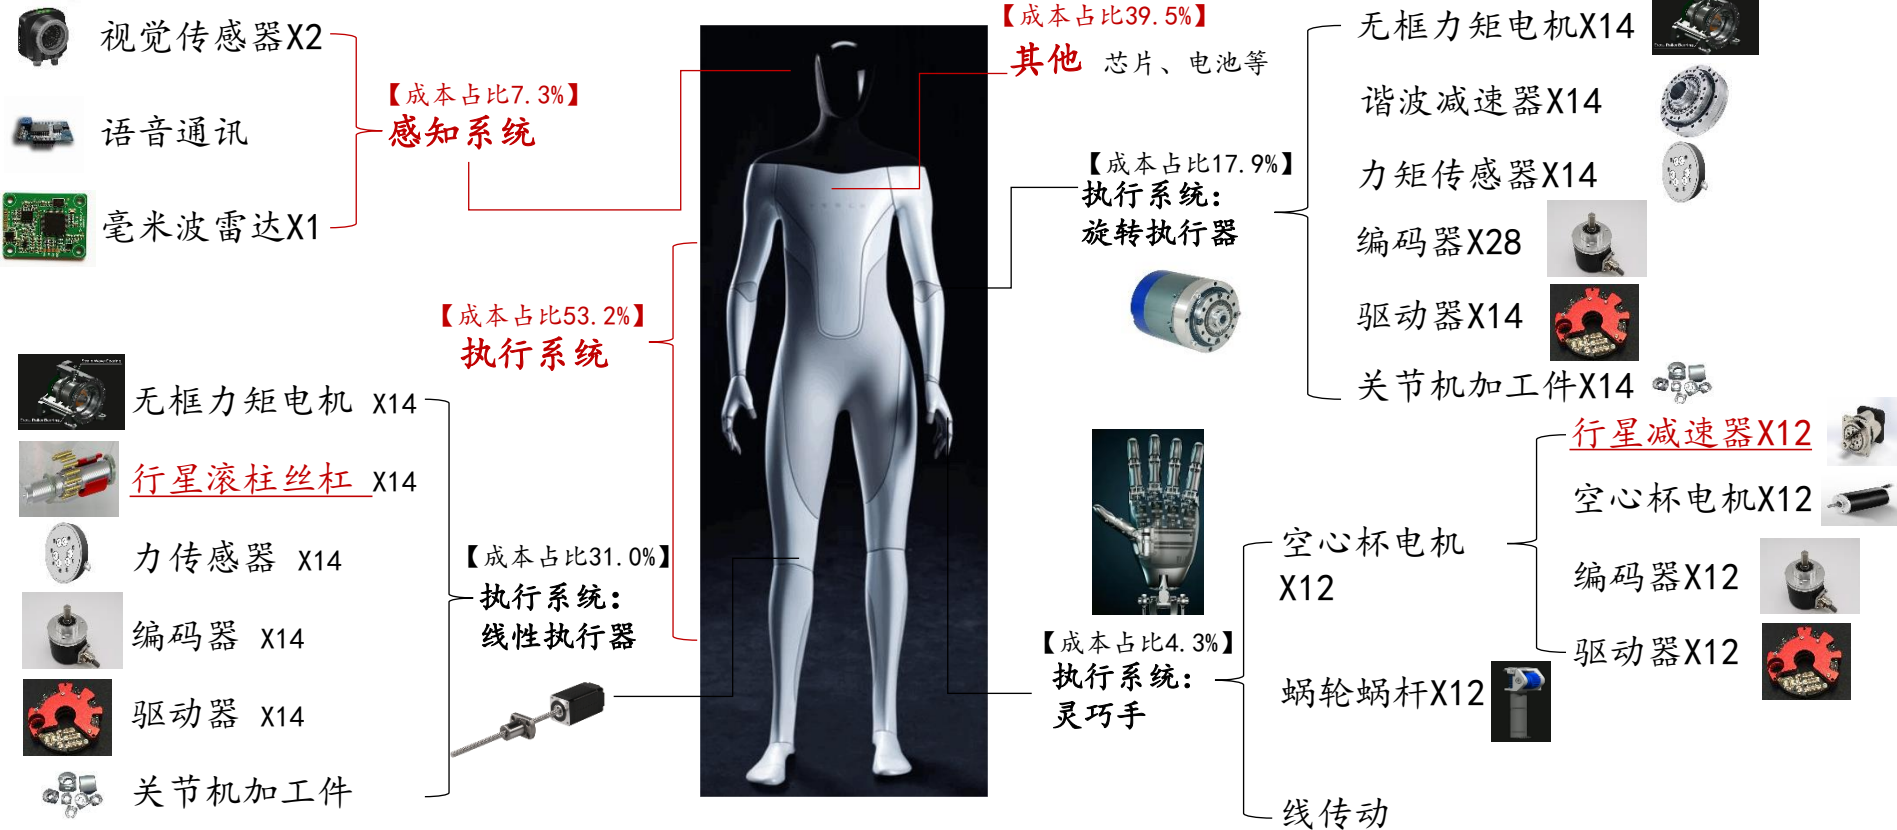 视觉传感器X2
语音通讯
毫米波雷达X1
【成本占比7.3%】
感知系统
【成本占比39.5%】
其他 芯片、电池等
【成本占比53.2%】
执行系统
无框力矩电机 X14
行星滚柱丝杠 X14
力传感器 X14
编码器 X14
驱动器 X14
关节机加工件
【成本占比31.0%】
执行系统：
线性执行器
【成本占比17.9%】
执行系统：
旋转执行器
无框力矩电机X14
谐波减速器X14
力矩传感器X14
编码器X28
驱动器X14
关节机加工件X14
【成本占比4.3%】
执行系统：
灵巧手
空心杯电机
X12
蜗轮蜗杆X12
线传动
行星减速器X12
空心杯电机X12
编码器X12
驱动器X12